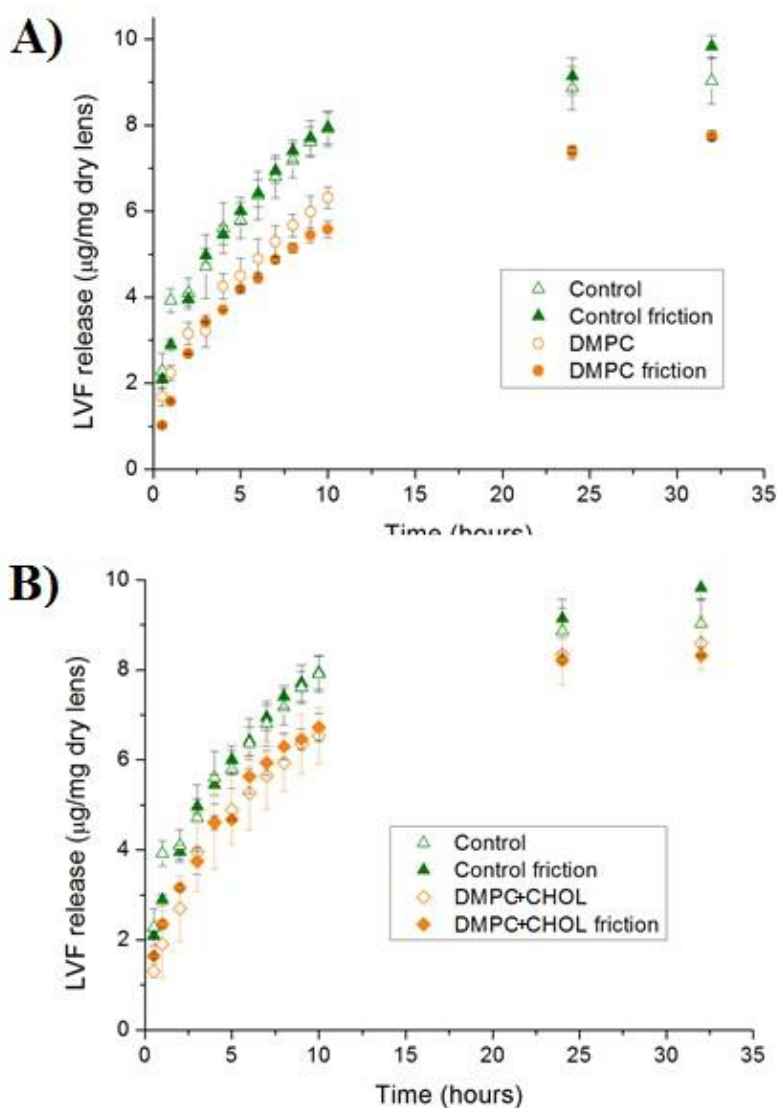 A)
10
8
6
4
2
0
LVF release (μg/mg dry lens)
Control
Control friction
DMPC
DMPC friction
0 5 10 15 20 25 30 35
Time (hours)
B)
10
8
6
4
2
0
LVF release (μg/mg dry lens)
Control
Control friction
DMPC+CHOL
DMPC+CHOL friction
0 5 10 15 20 25 30 35
Time (hours)